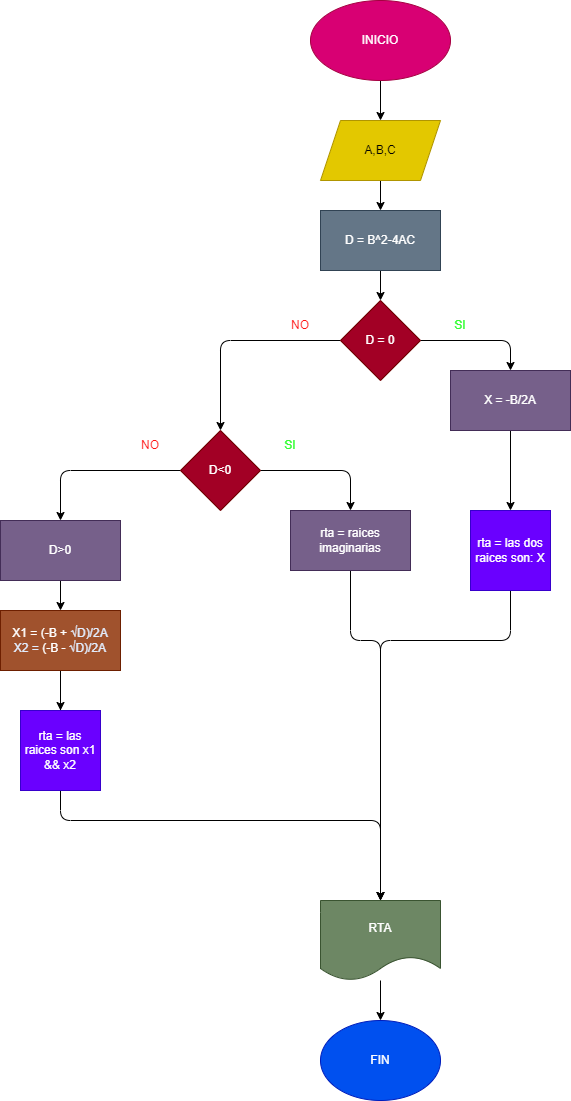 INICIO
A,B,C
D = B^2-4AC
NO
SI
D = 0
X = -B/2A
NO
SI
D<0
rta = raices
imaginarias
rta = las dos
raices son: X
D>0
X1 = (-B + √D)/2A
X2 = (-B - √D)/2A
rta = las
raices son x1
&& x2
RTA
FIN